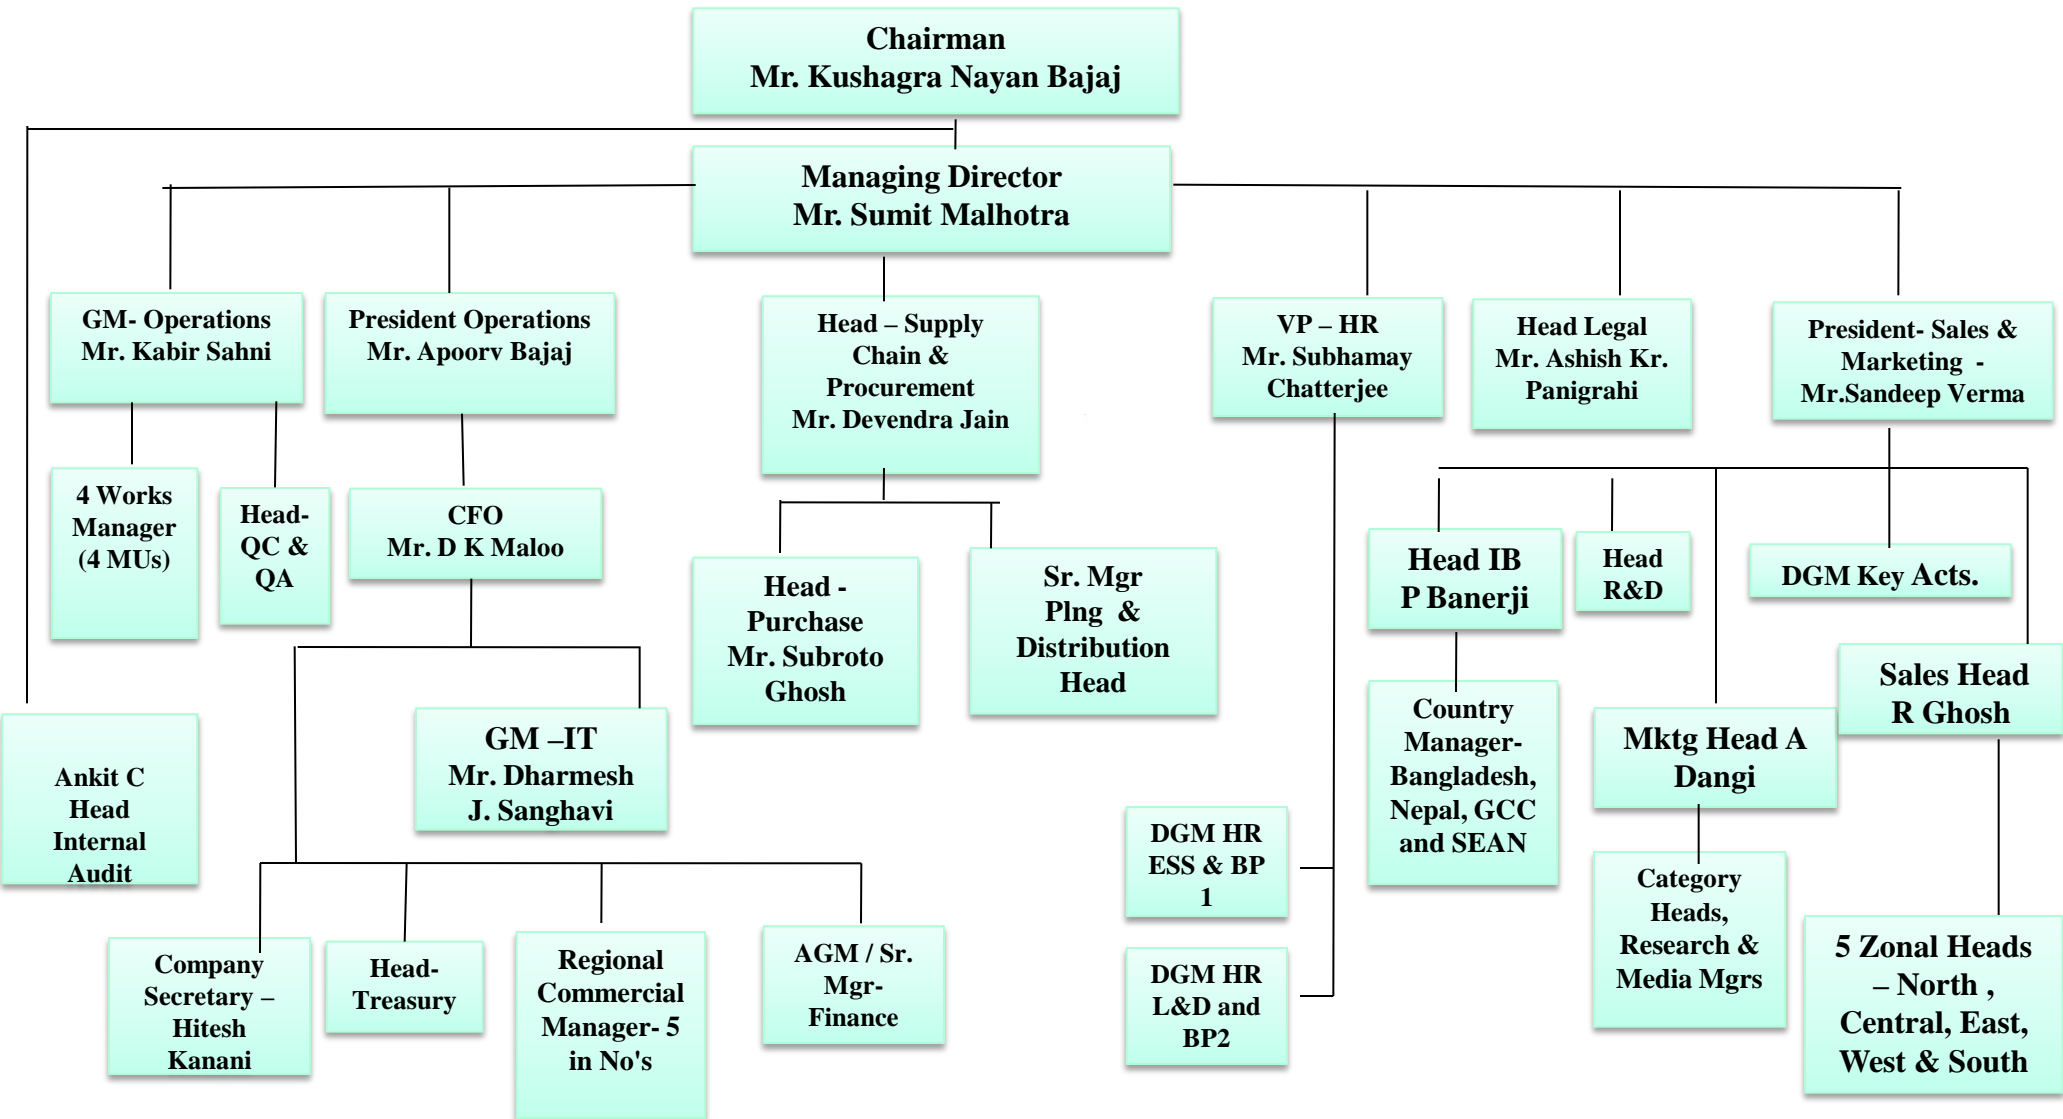 Chairman
Mr. Kushagra Nayan Bajaj
Managing Director
Mr. Sumit Malhotra
GM- Operations
Mr. Kabir Sahni
President Operations
Mr. Apoorv Bajaj
Head – Supply
Chain &
Procurement
Mr. Devendra Jain
VP – HR
Mr. Subhamay
Chatterjee
Head Legal
Mr. Ashish Kr.
Panigrahi
President- Sales &
Marketing -
Mr.Sandeep Verma
4 Works
Manager
(4 MUs)
Head-
QC &
QA
CFO
Mr. D K Maloo
Head -
Purchase
Mr. Subroto
Ghosh
Sr. Mgr
Plng &
Distribution
Head
Head IB
P Banerji
Head
R&D
DGM Key Acts.
Sales Head
R Ghosh
Country
Manager-
Bangladesh,
Nepal, GCC
and SEAN
Mktg Head A
Dangi
GM –IT
Mr. Dharmesh
J. Sanghavi
Ankit C
Head
Internal
Audit
DGM HR
ESS & BP
1
Category
Heads,
Research &
Media Mgrs
5 Zonal Heads
– North ,
Central, East,
West & South
Company
Secretary –
Hitesh
Kanani
Head-
Treasury
Regional
Commercial
Manager- 5
in No's
AGM / Sr.
Mgr-
Finance
DGM HR
L&D and
BP2